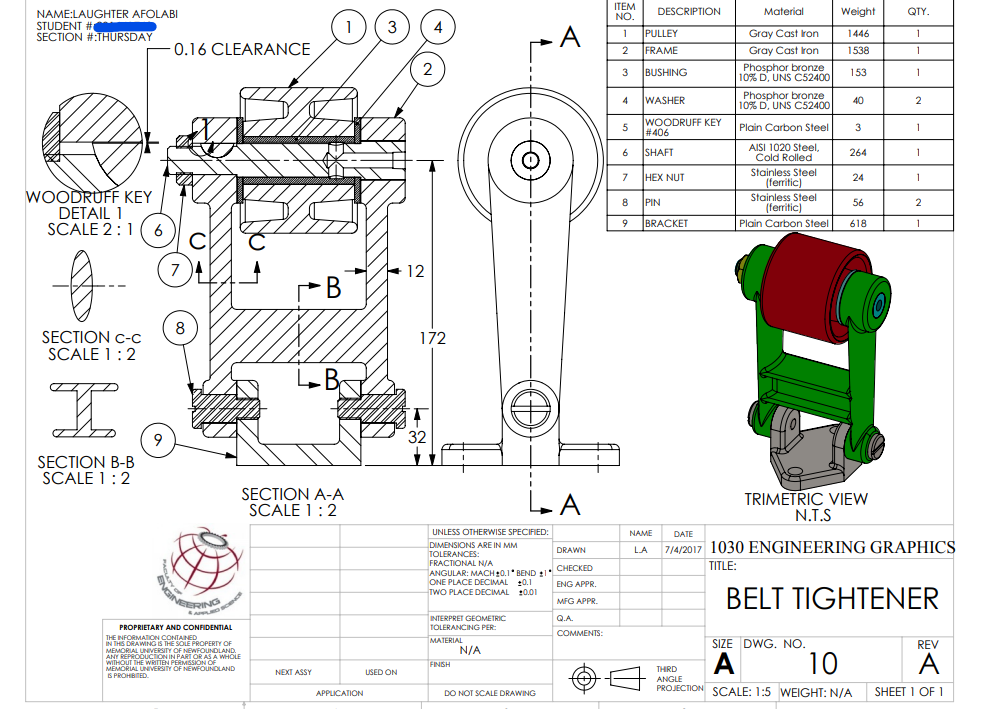 NAME:LAUGHTER AFOLABI
STUDENT #:
SECTION #:THURSDAY
0.16 CLEARANCE
1
3
4
2
A
1
WOODRUFF KEY
DETAIL 1
SCALE 2 : 1
6
7
C
C
SECTION c-c
SCALE 1 : 2
8
B
B
12
172
32
9
SECTION B-B
SCALE 1 : 2
SECTION A-A
SCALE 1 : 2
A
ITEM NO. DESCRIPTION Material Weight QTY.
1 PULLEY Gray Cast Iron 1446 1
2 FRAME Gray Cast Iron 1538 1
3 BUSHING Phosphor bronze 10% D, UNS C52400 153 1
4 WASHER Phosphor bronze 10% D, UNS C52400 40 2
5 WOODRUFF KEY #406 Plain Carbon Steel 3 1
6 SHAFT AISI 1020 Steel, Cold Rolled 264 1
7 HEX NUT Stainless Steel (ferritic) 24 1
8 PIN Stainless Steel (ferritic) 56 2
9 BRACKET Plain Carbon Steel 618 1
TRIMETRIC VIEW
N.T.S
FACULTY OF
ENGINEERING
& APPLIED SCIENCE
PROPRIETARY AND CONFIDENTIAL
THE INFORMATION CONTAINED
IN THIS DRAWING IS THE SOLE PROPERTY OF
MEMORIAL UNIVERSITY OF NEWFOUNDLAND.
ANY REPRODUCTION IN PART OR AS A WHOLE
WITHOUT THE WRITTEN PERMISSION OF
MEMORIAL UNIVERSITY OF NEWFOUNDLAND
IS PROHIBITED.
NEXT ASSY
USED ON
APPLICATION
UNLESS OTHERWISE SPECIFIED:
DIMENSIONS ARE IN MM
TOLERANCES:
FRACTIONAL N/A
ANGULAR: MACH±0.1° BEND ±1°
ONE PLACE DECIMAL ±0.1
TWO PLACE DECIMAL ±0.01
INTERPRET GEOMETRIC
TOLERANCING PER:
MATERIAL
N/A
FINISH
DO NOT SCALE DRAWING
NAME DATE
DRAWN L.A 7/4/2017
CHECKED
ENG APPR.
MFG APPR.
Q.A.
COMMENTS:
THIRD
ANGLE
PROJECTION
1030 ENGINEERING GRAPHICS
TITLE:
BELT TIGHTENER
SIZE DWG. NO. REV
A 10 A
SCALE: 1:5 WEIGHT: N/A SHEET 1 OF 1